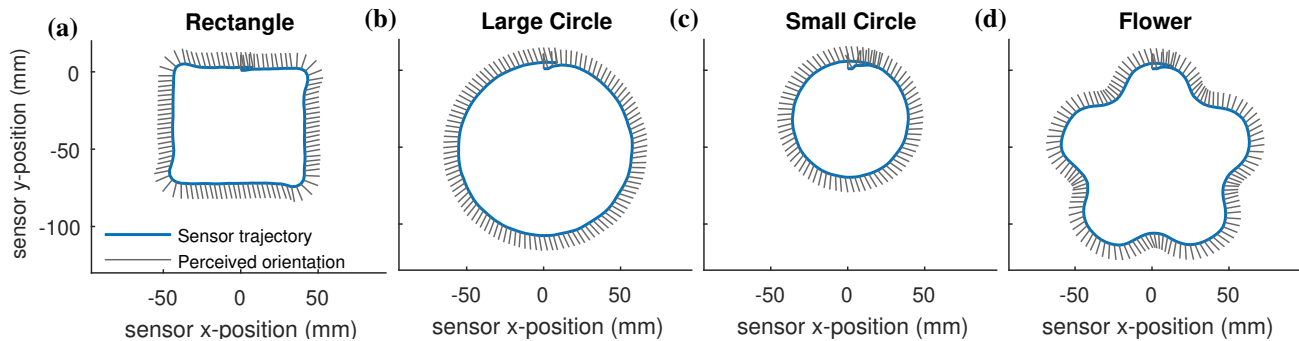 (a) Rectangle
(b) Large Circle
(c) Small Circle
(d) Flower
sensor y-position (mm)
0
-50
-100
Sensor trajectory
Perceived orientation
-50 0 50
-50 0 50
-50 0 50
-50 0 50
sensor x-position (mm)
sensor x-position (mm)
sensor x-position (mm)
sensor x-position (mm)